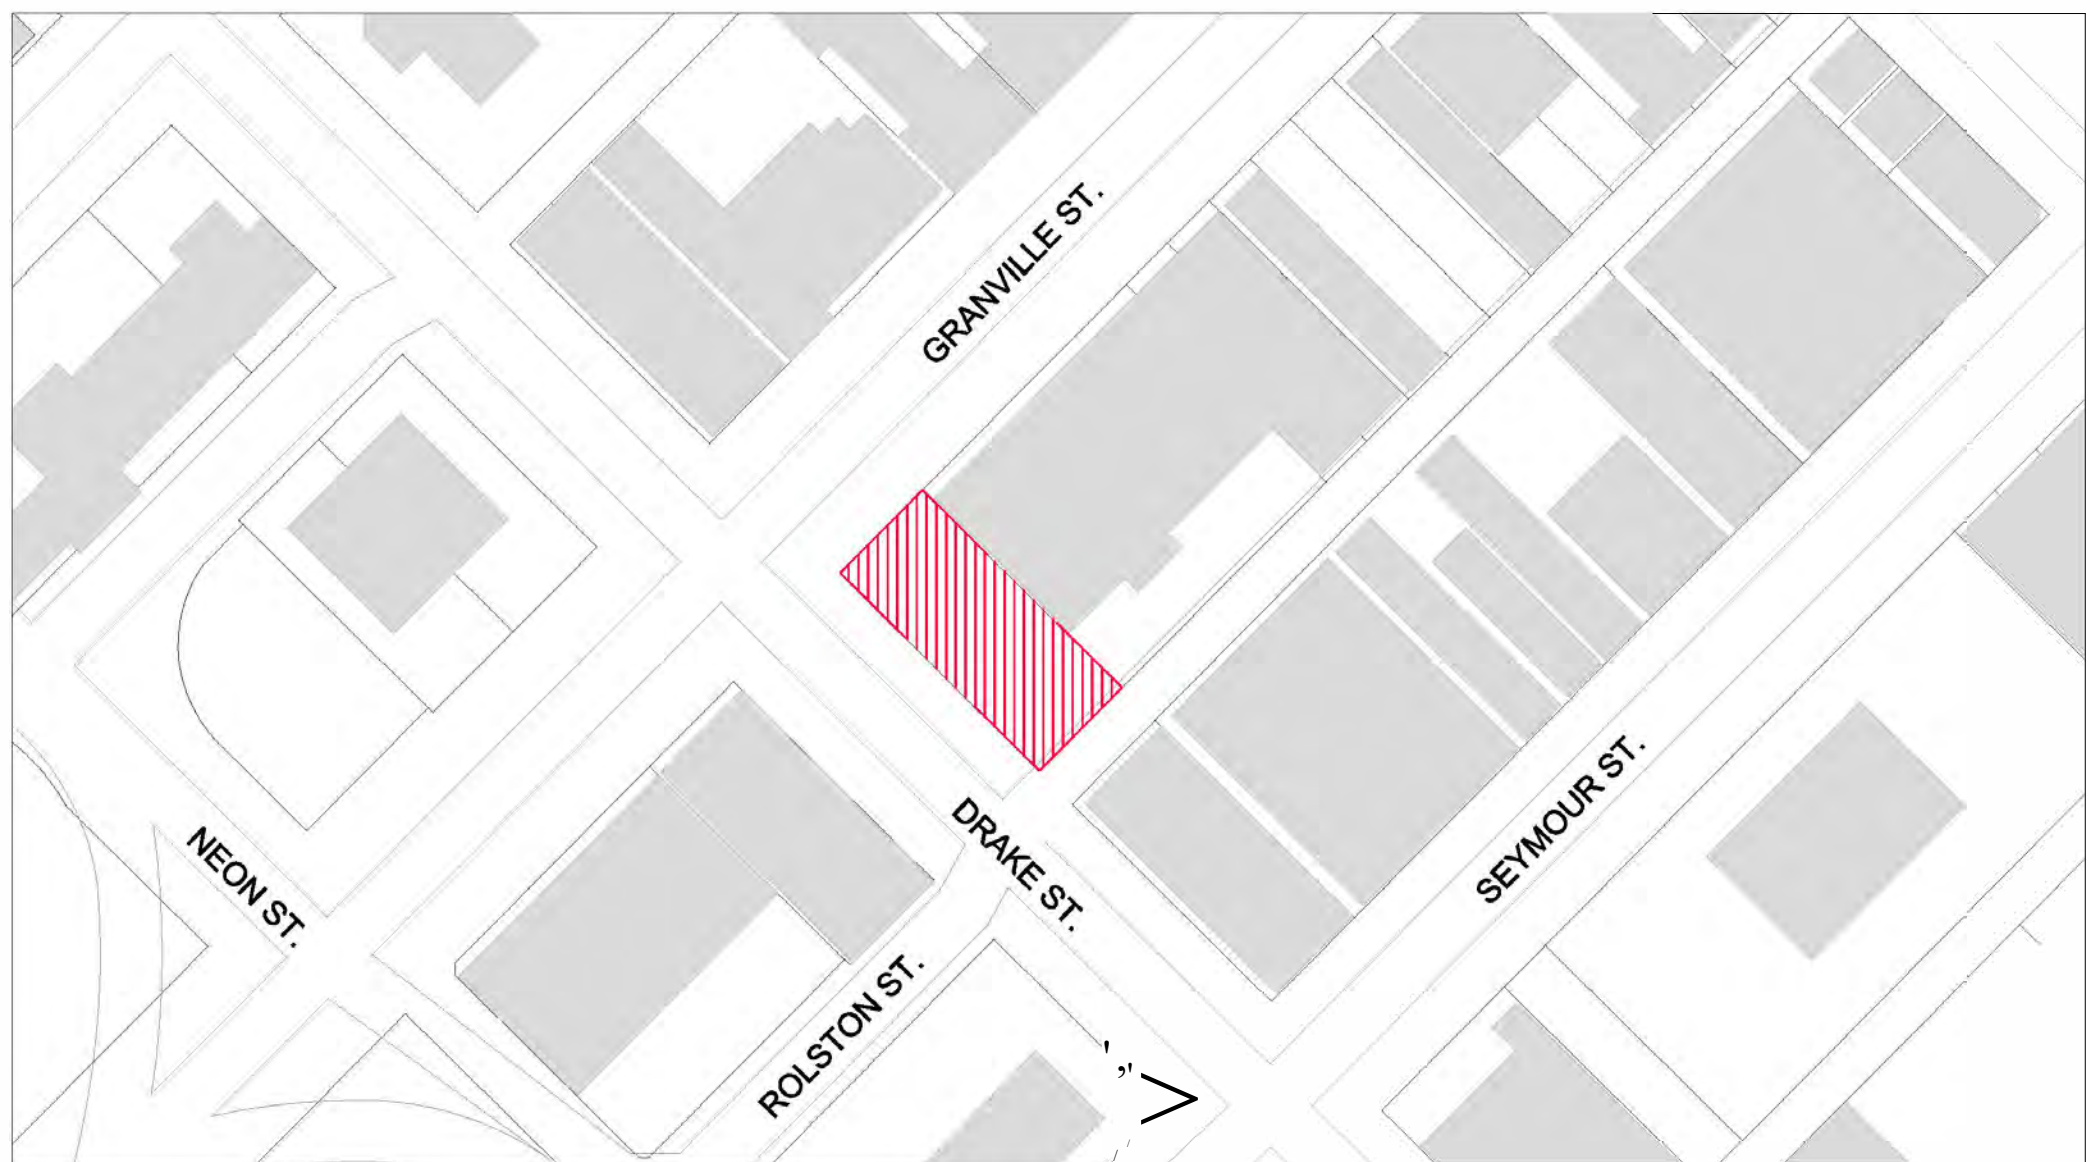 GRANVILLE ST.
DRAKE ST.
SEYMOUR ST.
NEON ST.
ROLSTON ST.